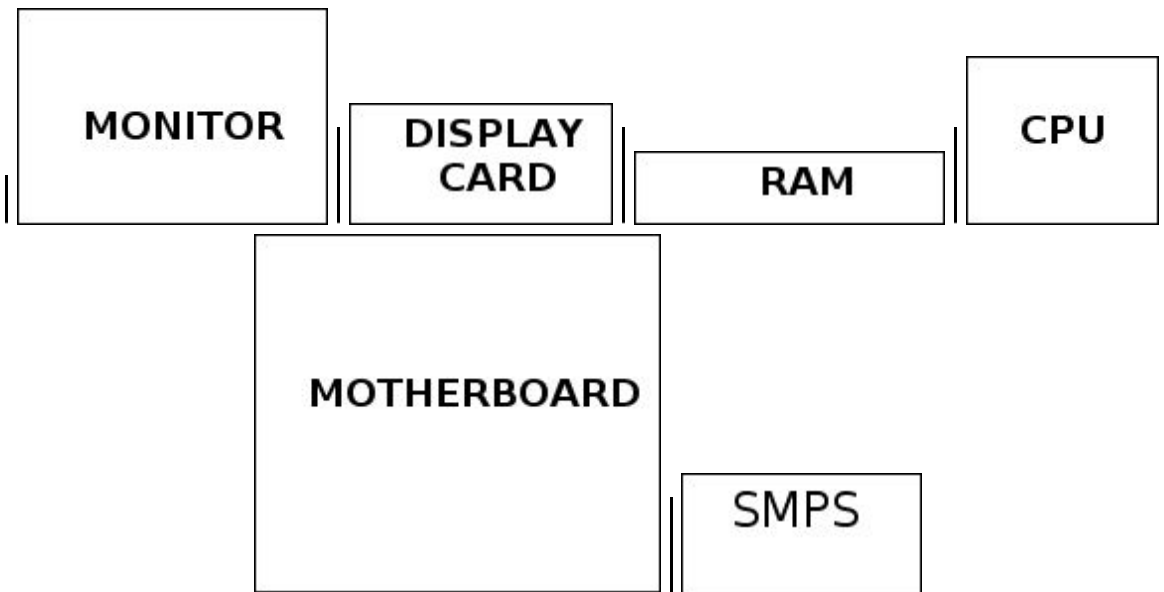 MONITOR
DISPLAY
CARD
RAM
CPU
MOTHERBOARD
SMPS